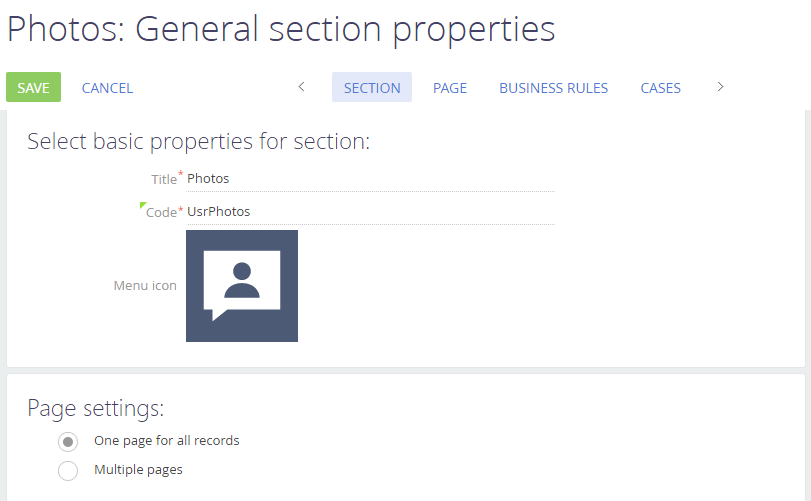 Photos: General section properties
SAVE CANCEL SECTION PAGE BUSINESS RULES CASES
Select basic properties for section:
Title* Photos
Code* UsrPhotos
Menu icon
Page settings:
One page for all records
Multiple pages